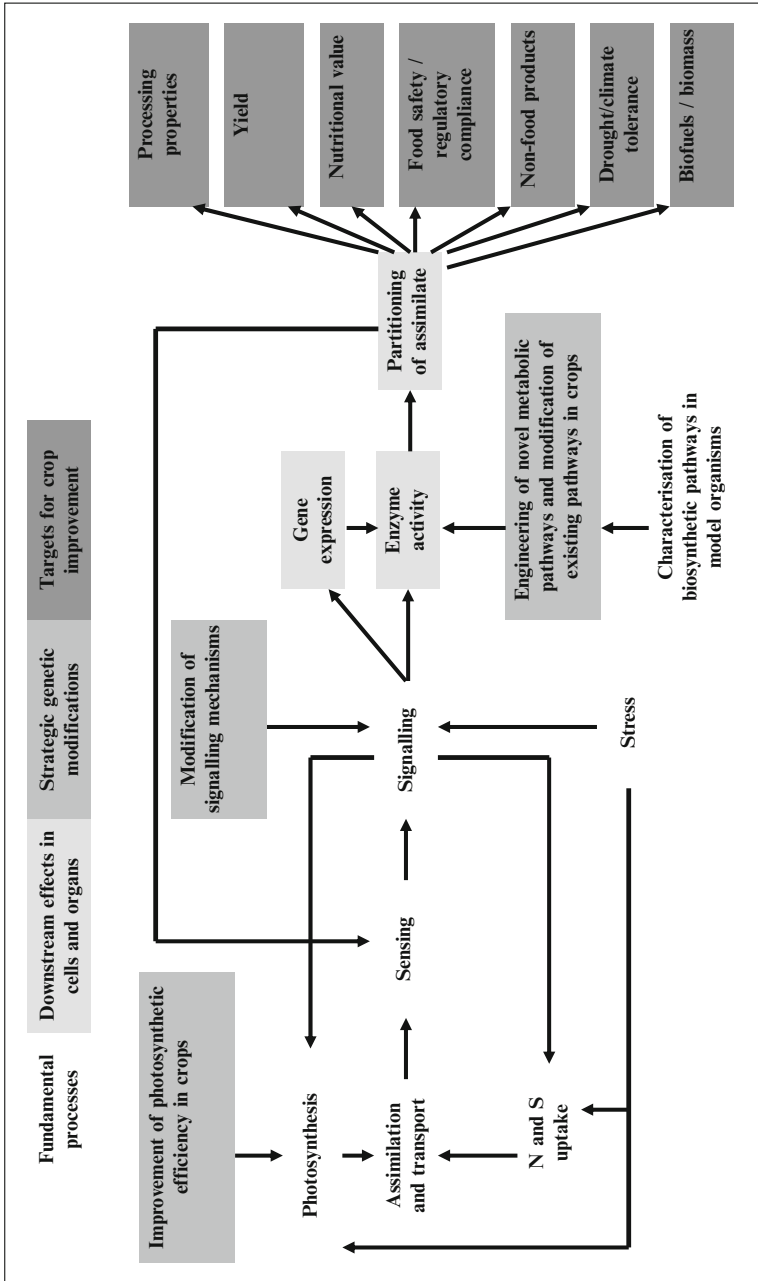 Fundamental
processes
Downstream effects in
cells and organs
Strategic genetic
modifications
Targets for crop
improvement
Improvement of photosynthetic
efficiency in crops
Modification of
signalling mechanisms
Photosynthesis
Assimilation
and transport
N and S
uptake
Sensing
Signalling
Stress
Gene
expression
Enzyme
activity
Engineering of novel metabolic
pathways and modification of
existing pathways in crops
Characterisation of
biosynthetic pathways in
model organisms
Partitioning
of assimilate
Processing
properties
Yield
Nutritional value
Food safety /
regulatory
compliance
Non-food products
Drought/climate
tolerance
Biofuels / biomass